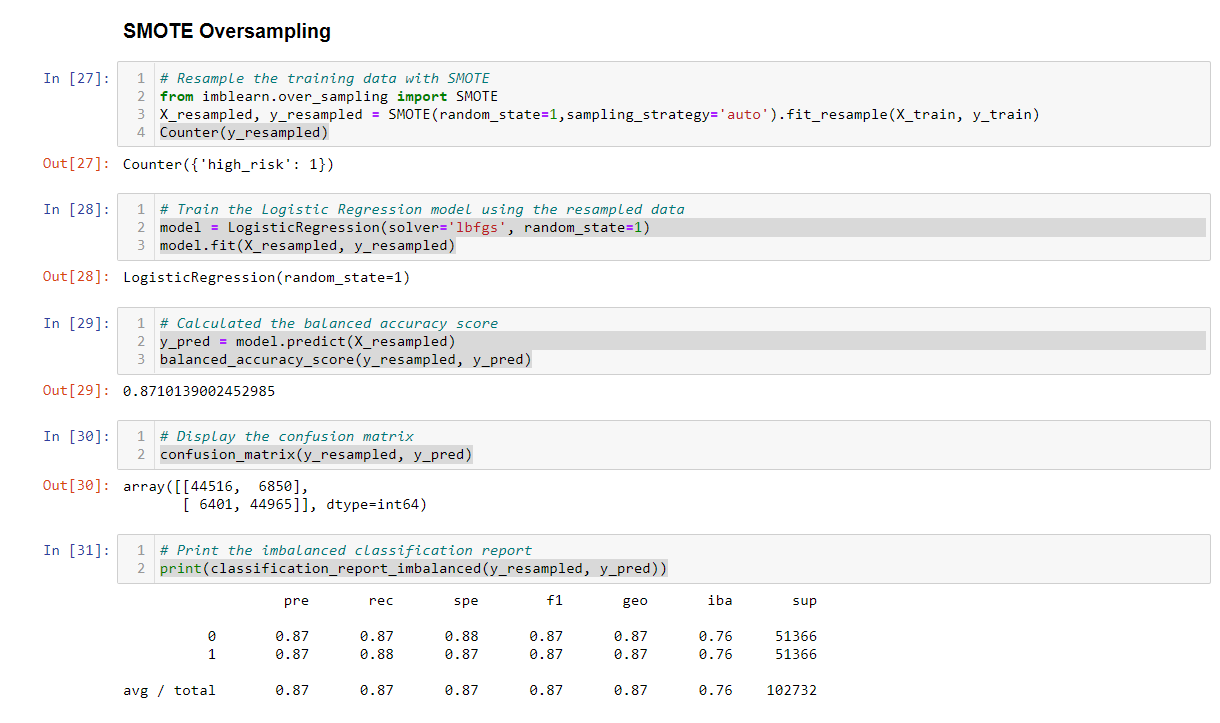 SMOTE Oversampling
In [27]:
1 # Resample the training data with SMOTE
2 from imblearn.over_sampling import SMOTE
3 X_resampled, y_resampled = SMOTE(random_state=1,sampling_strategy='auto').fit_resample(X_train, y_train)
4 Counter(y_resampled)
Out[27]: Counter({'high_risk': 1})
In [28]:
1 # Train the Logistic Regression model using the resampled data
2 model = LogisticRegression(solver='lbfgs', random_state=1)
3 model.fit(X_resampled, y_resampled)
Out[28]: LogisticRegression(random_state=1)
In [29]:
1 # Calculated the balanced accuracy score
2 y_pred = model.predict(X_resampled)
3 balanced_accuracy_score(y_resampled, y_pred)
Out[29]: 0.8710139002452985
In [30]:
1 # Display the confusion matrix
2 confusion_matrix(y_resampled, y_pred)
Out[30]: array([[44516,  6850],
[ 6401, 44965]], dtype=int64)
In [31]:
1 # Print the imbalanced classification report
2 print(classification_report_imbalanced(y_resampled, y_pred))
pre rec spe f1 geo iba sup
0 0.87 0.87 0.88 0.87 0.87 0.76 51366
1 0.87 0.88 0.87 0.87 0.87 0.76 51366
avg / total 0.87 0.87 0.87 0.87 0.87 0.76 102732